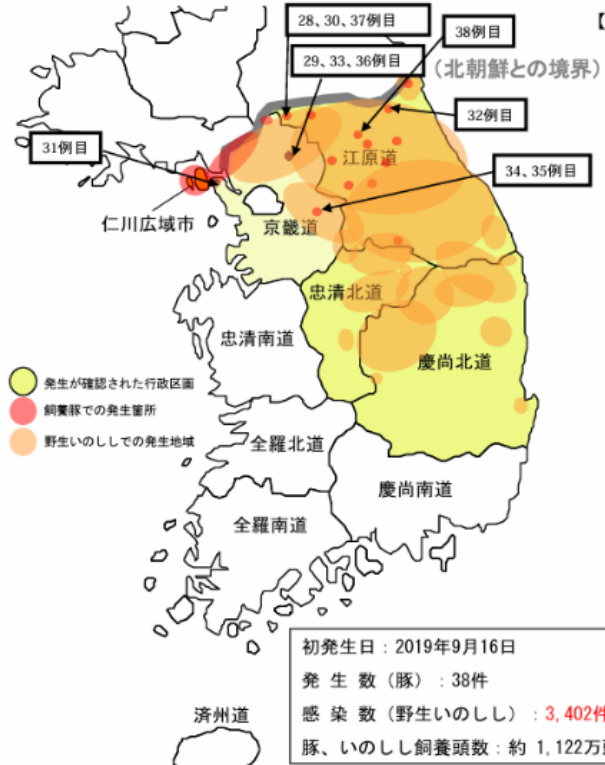 28、30、37例目
【
38例目
29、33、36例目
(北朝鮮との境界)
32例目
31例目
江原道
34、35例目
仁川広域市
京畿道
忠清北道
忠清南道
慶尚北道
発生が確認された行政区画
飼養豚での発生箇所
野生いのししでの発生地域
全羅北道
慶尚南道
全羅南道
済州道
初発生日：2019年9月16日
発 生 数（豚）：38件
感 染 数（野生いのしし）：3,402件
豚、いのしし飼養頭数：約 1,122万